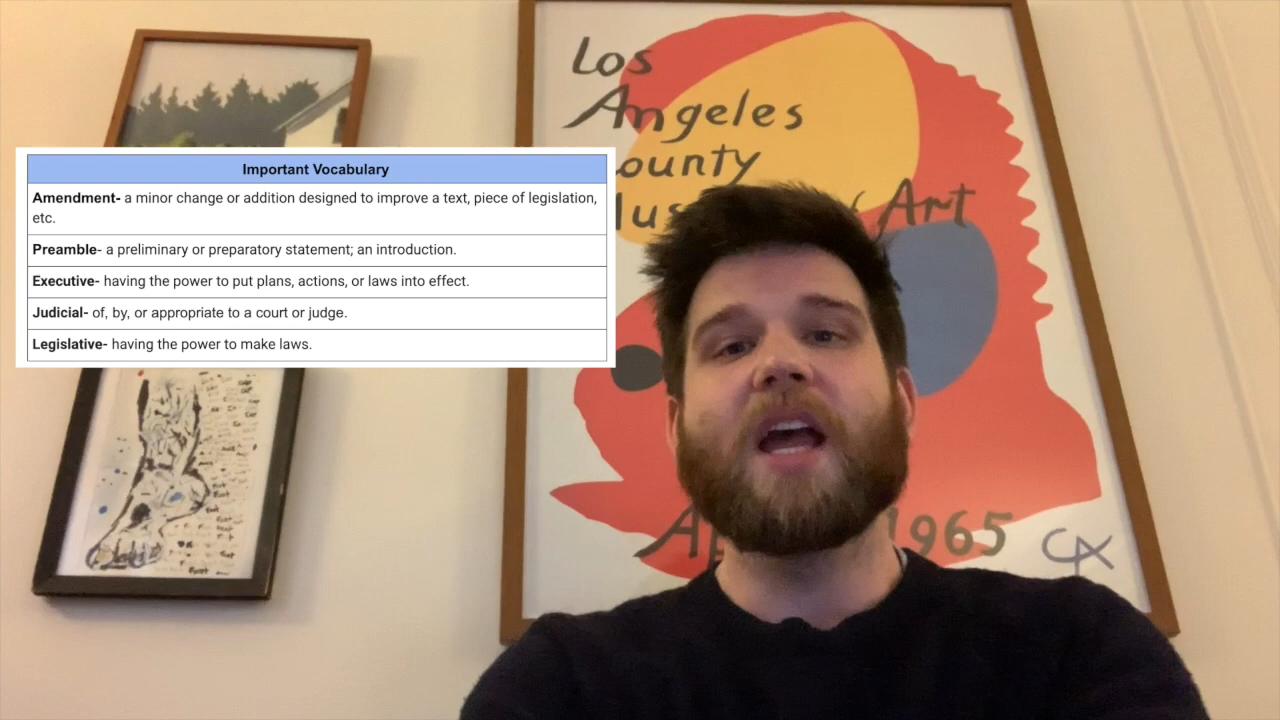 Important Vocabulary
Amendment- a minor change or addition designed to improve a text, piece of legislation,
etc.
Preamble- a preliminary or preparatory statement; an introduction.
Executive- having the power to put plans, actions, or laws into effect.
Judicial- of, by, or appropriate to a court or judge.
Legislative- having the power to make laws.
Los
Angeles
ounty
Art
1965